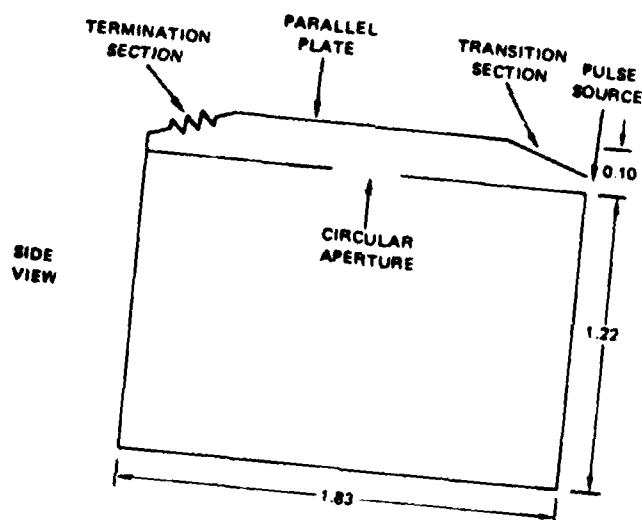 TERMINATION
SECTION
PARALLEL
PLATE
TRANSITION
SECTION
PULSE
SOURCE
0.10
CIRCULAR
APERTURE
SIDE
VIEW
1.22
1.83